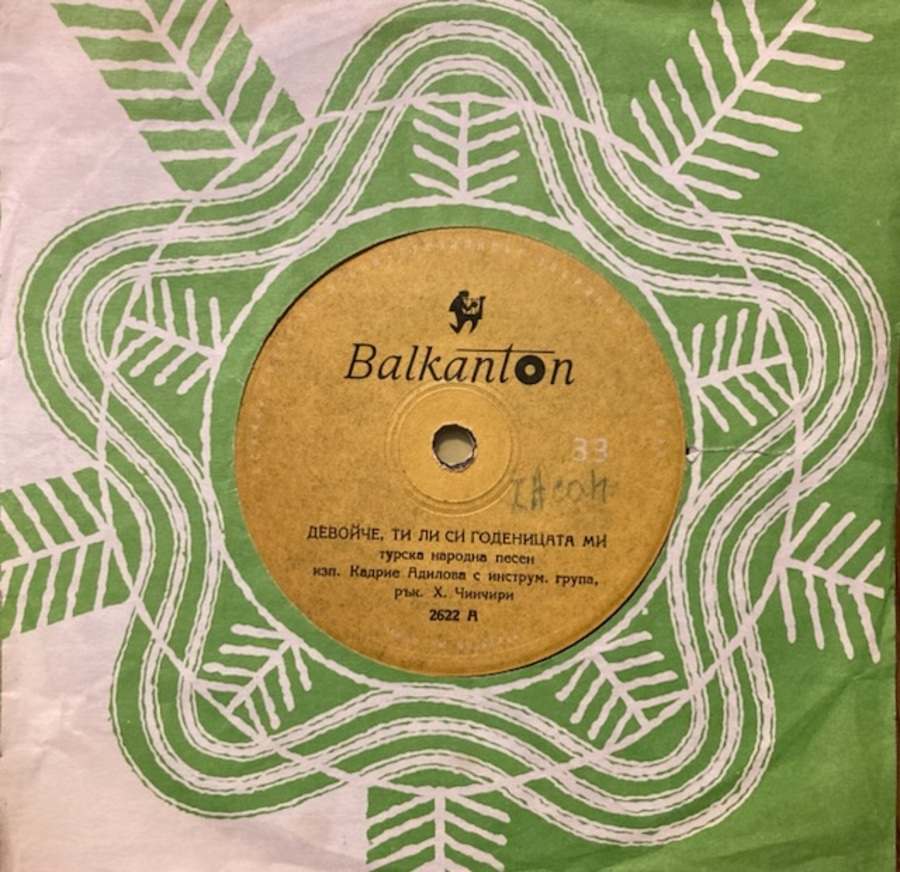 Balkanton
33
ДЕВОЙЧЕ, ТИ ЛИ СИ ГОДЕНИЦАТА МИ
турска народна песен
изп. Кадрие Адилова с инструм. група,
рък. Х. Чинчири
2622 А